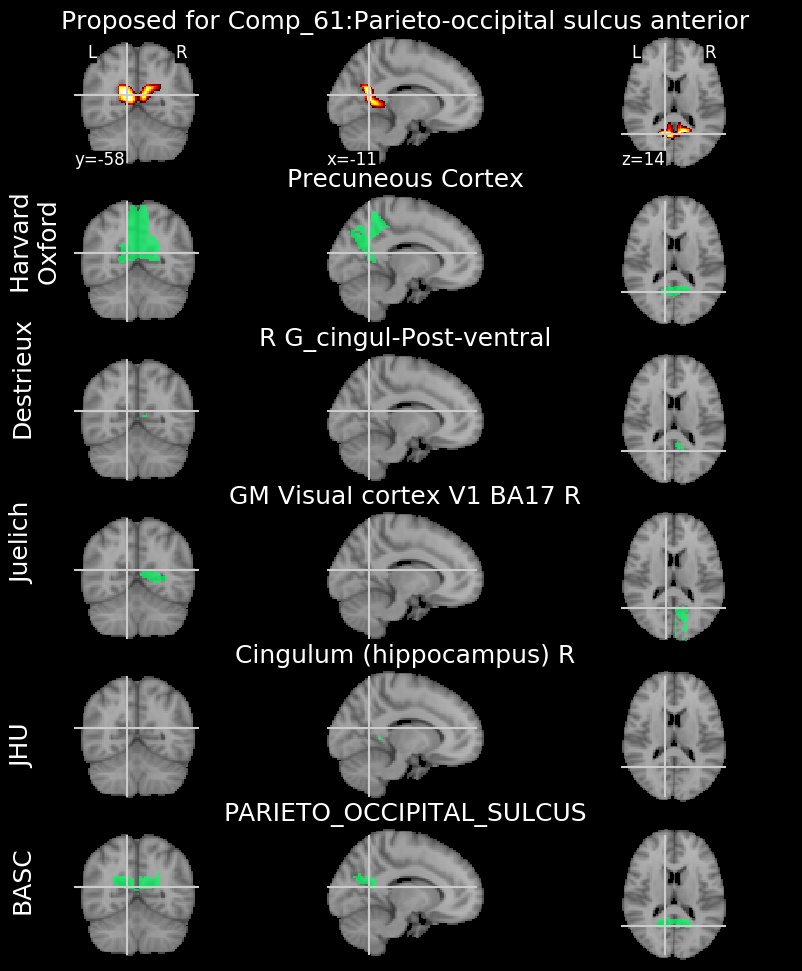 Proposed for Comp_61:Parieto-occipital sulcus anterior
L R
L R
y=-58
x=-11
z=14
Precuneous Cortex
Harvard
Oxford
R G_cingul-Post-ventral
Destrieux
GM Visual cortex V1 BA17 R
Juelich
Cingulum (hippocampus) R
JHU
PARIETO_OCCIPITAL_SULCUS
BASC